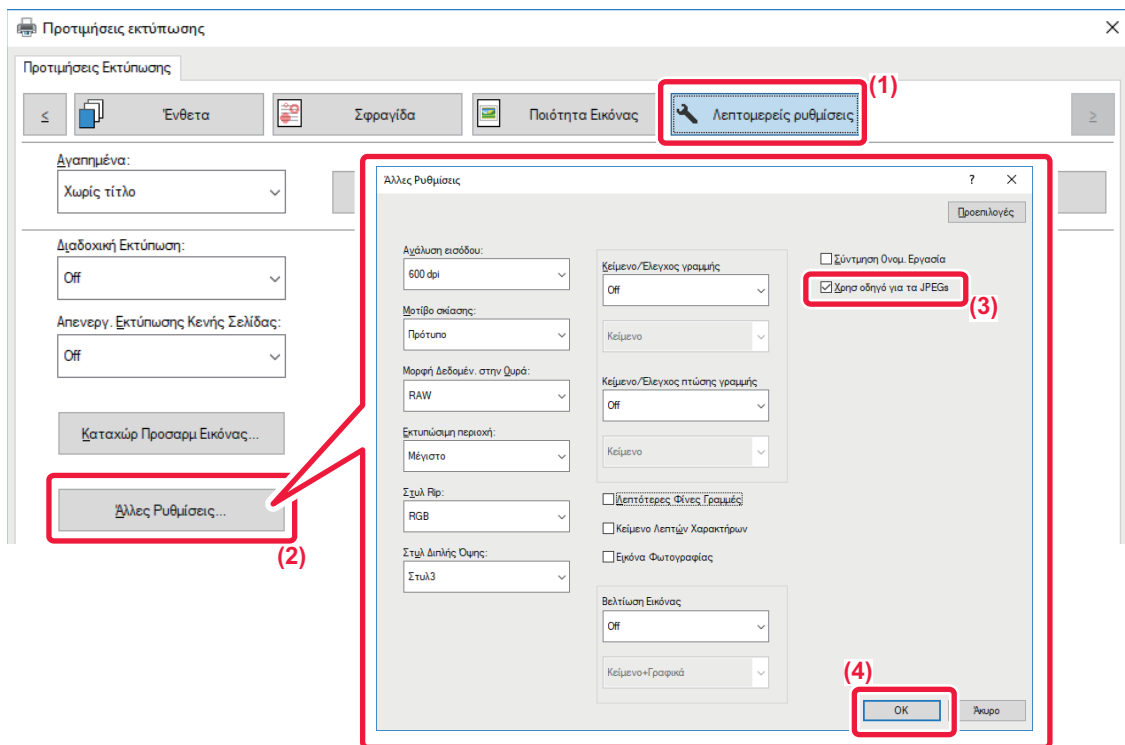 Προτιμήσεις εκτύπωσης
Προτιμήσεις Εκτύπωσης
(1)
<
Ένθετα
Σφραγίδα
Ποιότητα Εικόνας
Λεπτομερείς ρυθμίσεις
>
Αγαπημένα:
Χωρίς τίτλο
Διαδοχική Εκτύπωση:
Off
Απενεργ. Εκτύπωσης Κενής Σελίδας:
Off
Καταχώρ Προσαρμ Εικόνας...
Άλλες Ρυθμίσεις...
(2)
Άλλες Ρυθμίσεις
?
Προεπιλογές
Ανάλυση εισόδου:
600 dpi
Μοτίβο σκίασης:
Πρότυπο
Μορφή Δεδομέν. στην Ουρά:
RAW
Εκτυπώσιμη περιοχή:
Μέγιστο
Στυλ Rip:
RGB
Στυλ Διπλής Όψης:
Στυλ3
Κείμενο/Έλεγχος γραμμής
Off
Κείμενο
Κείμενο/Έλεγχος πτώσης γραμμής
Off
Κείμενο
Λεπτότερες Φίνες Γραμμές
Κείμενο Λεπτών Χαρακτήρων
Εικόνα Φωτογραφίας
Βελτίωση Εικόνας
Off
Κείμενο+Γραφικά
Σύντμηση Ονομ. Εργασία
Χρησ οδηγό για τα JPEGs
(3)
(4)
OK
Άκυρο